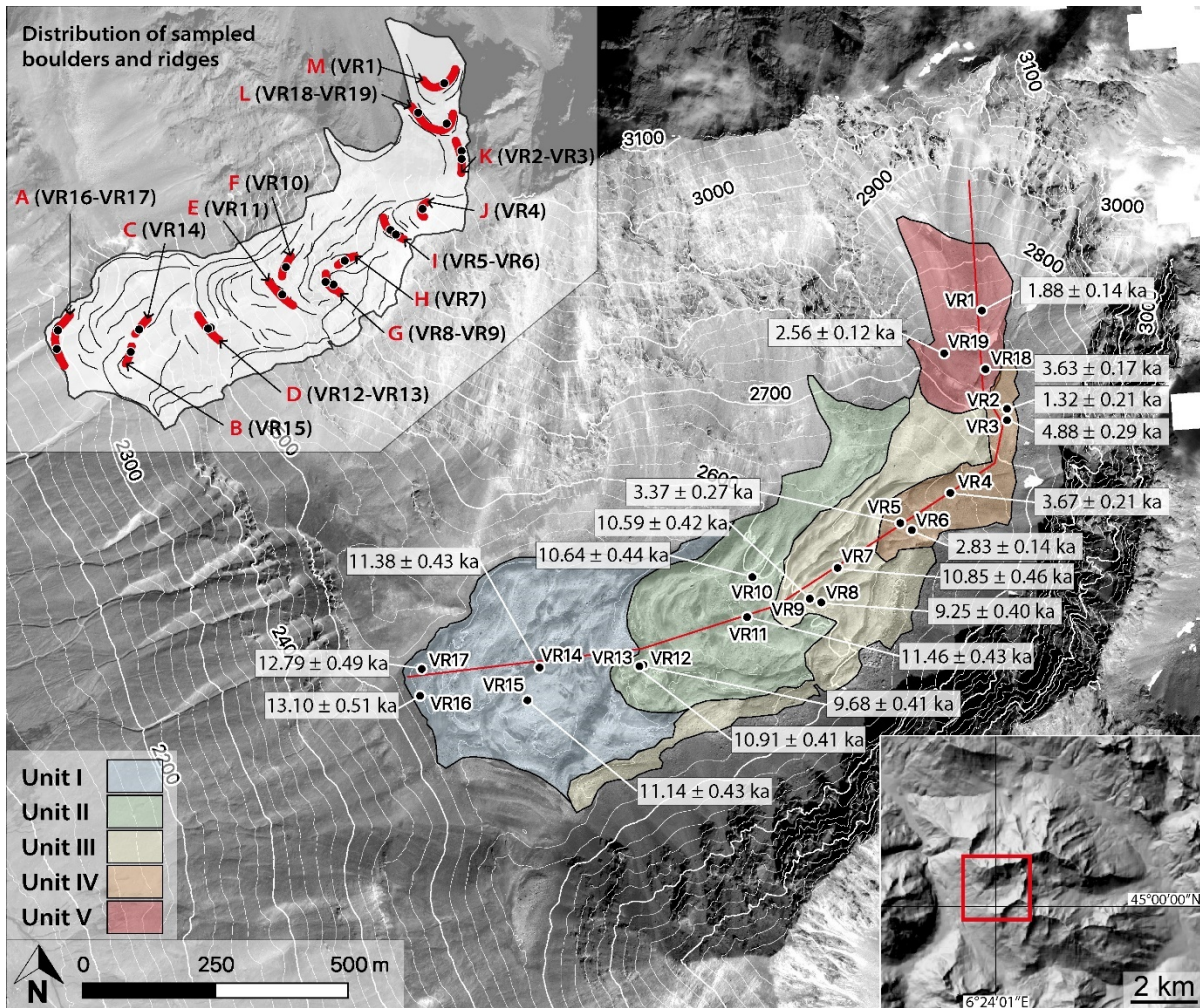 Distribution of sampled
boulders and ridges
M (VR1)
L (VR18-VR19)
K (VR2-VR3)
A (VR16-VR17)
F (VR10)
E (VR11)
C (VR14)
J (VR4)
I (VR5-VR6)
H (VR7)
G (VR8-VR9)
D (VR12-VR13)
B (VR15)
3100
3100
3000
2900
3000
2800
3000
2700
2600
2300
2400
2200
VR1
1.88 ± 0.14 ka
2.56 ± 0.12 ka
VR19
VR18
3.63 ± 0.17 ka
VR2
1.32 ± 0.21 ka
VR3
4.88 ± 0.29 ka
3.37 ± 0.27 ka
VR4
3.67 ± 0.21 ka
10.59 ± 0.42 ka
VR5
VR6
2.83 ± 0.14 ka
11.38 ± 0.43 ka
10.64 ± 0.44 ka
VR7
10.85 ± 0.46 ka
VR10
VR9
VR8
9.25 ± 0.40 ka
VR11
11.46 ± 0.43 ka
12.79 ± 0.49 ka
VR17
VR14
VR13
VR12
13.10 ± 0.51 ka
VR16
VR15
9.68 ± 0.41 ka
10.91 ± 0.41 ka
11.14 ± 0.43 ka
Unit I
Unit II
Unit III
Unit IV
Unit V
N
0
250
500 m
45°00′00″N
6°24′01″E
2 km